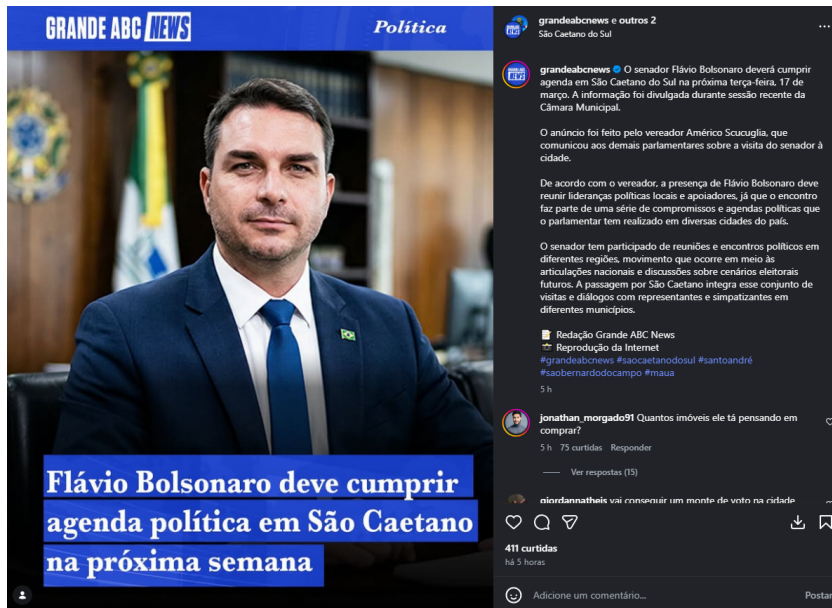 GRANDE ABC NEWS
Política
Flávio Bolsonaro deve cumprir
agenda política em São Caetano
na próxima semana
grandeabcnews e outros 2
São Caetano do Sul
grandeabcnews O senador Flávio Bolsonaro deverá cumprir
agenda em São Caetano do Sul na próxima terça-feira, 17 de
março. A informação foi divulgada durante sessão recente da
Câmara Municipal.
O anúncio foi feito pelo vereador Américo Scucuglia, que
comunicou aos demais parlamentares sobre a visita do senador à
cidade.
De acordo com o vereador, a presença de Flávio Bolsonaro deve
reunir lideranças políticas locais e apoiadores, já que o encontro
faz parte de uma série de compromissos e agendas políticas que
o parlamentar tem realizado em diversas cidades do país.
O senador tem participado de reuniões e encontros políticos em
diferentes regiões, movimento que ocorre em meio às
articulações nacionais e discussões sobre cenários eleitorais
futuros. A passagem por São Caetano integra esse conjunto de
visitas e diálogos com representantes e simpatizantes em
diferentes municípios.
Redação Grande ABC News
Reprodução da Internet
#grandeabcnews #saocaetanodosul #santoandré
#saobernardodocampo #maua
5 h
jonathan_morgado91 Quantos imóveis ele tá pensando em
comprar?
5 h 75 curtidas Responder
Ver respostas (15)
giordannatheis vai conseguir um monte de voto na cidade
411 curtidas
há 5 horas
Adicione um comentário...
Postar